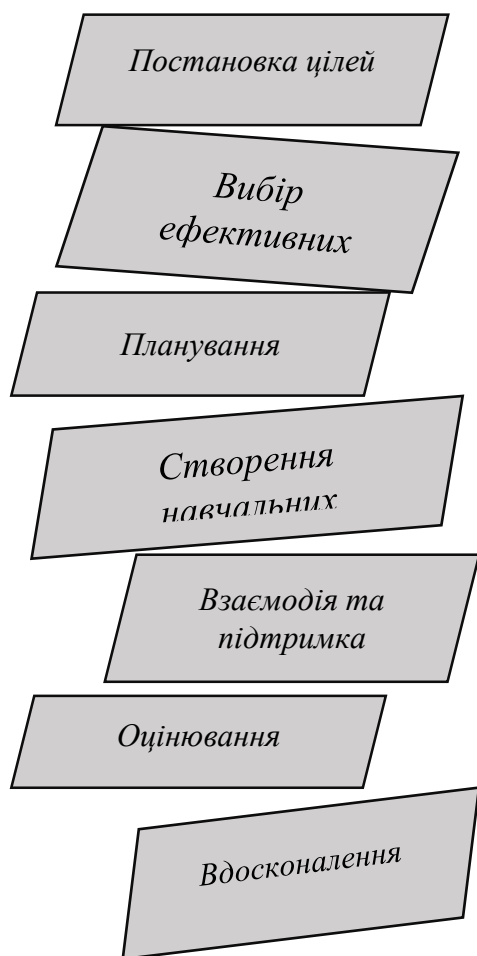 Постановка цілей
Вибір
ефективних
Планування
Створення
навчальних
Взаємодія та
підтримка
Оцінювання
Вдосконалення